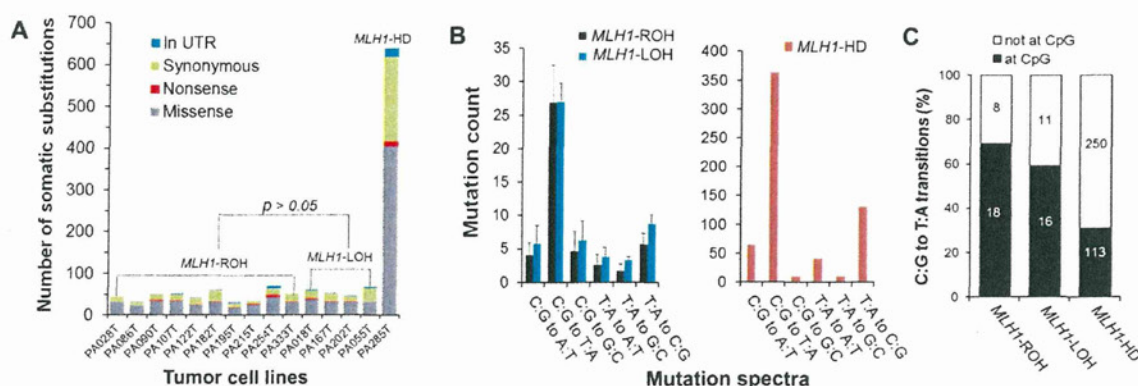 A
Number of somatic substitutions
700
600
500
400
300
200
100
0
In UTR
Synonymous
Nonsense
Missense
MLH1-HD
p > 0.05
MLH1-ROH
MLH1-LOH
PA028T
PA086T
PA090T
PA107T
PA122T
PA182T
PA195T
PA215T
PA254T
PA333T
PA018T
PA167T
PA202T
PA055T
PA285T
Tumor cell lines
B
Mutation count
MLH1-ROH
MLH1-LOH
35
30
25
20
15
10
5
0
C:G to A:T
C:G to T:A
C:G to G:C
T:A to A:T
T:A to G:C
T:A to C:G
MLH1-HD
400
350
300
250
200
150
100
50
0
C:G to A:T
C:G to T:A
C:G to G:C
T:A to A:T
T:A to G:C
T:A to C:G
Mutation spectra
C
not at CpG
at CpG
C:G to T:A transitions (%)
100
80
60
40
20
0
8
11
250
18
16
113
MLH1-ROH
MLH1-LOH
MLH1-HD